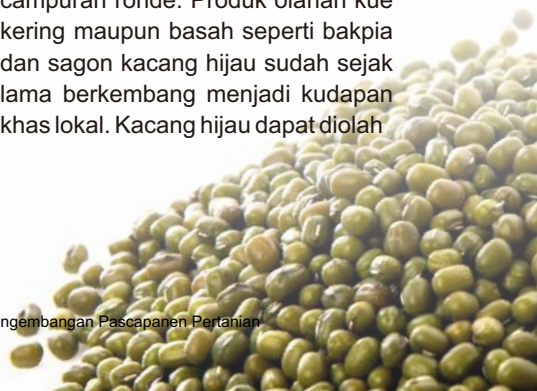 campuran ronde. Produk olahan kue
kering maupun basah seperti bakpia
dan sagon kacang hijau sudah sejak
lama berkembang menjadi kudapan
khas lokal. Kacang hijau dapat diolah
ngembangan Pascapanen Pertanian